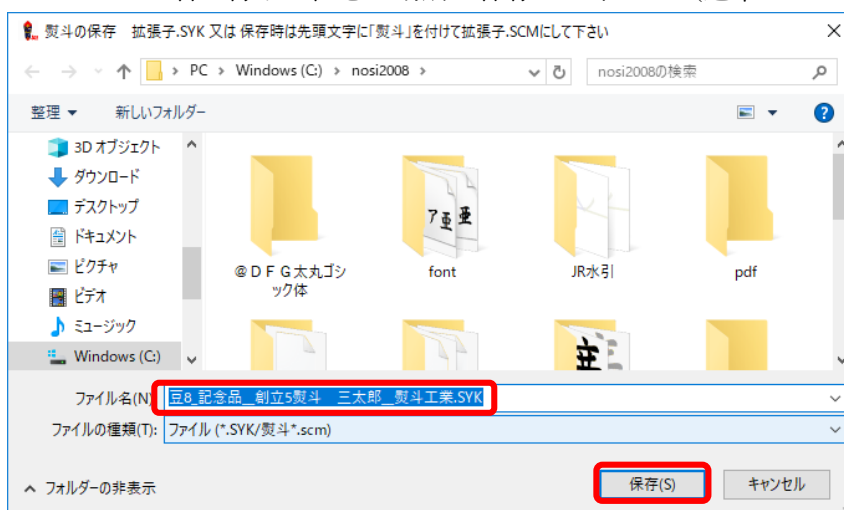 熨斗の保存　拡張子.SYK 又は 保存時は先頭文字に「熨斗」を付けて拡張子.SCMにして下さい
PC › Windows (C:) › nosi2008 ›
nosi2008の検索
整理
新しいフォルダー
3D オブジェクト
ダウンロード
デスクトップ
ドキュメント
ピクチャ
ビデオ
ミュージック
Windows (C:)
ア亜
亜
@ＤＦＧ太丸ゴシ
ック体
font
JR水引
pdf
ファイル名(N):
豆8_記念品__創立5熨斗　三太郎__熨斗工業.SYK
ファイルの種類(T):
ファイル (*.SYK/熨斗*.scm)
フォルダーの非表示
保存(S)
キャンセル